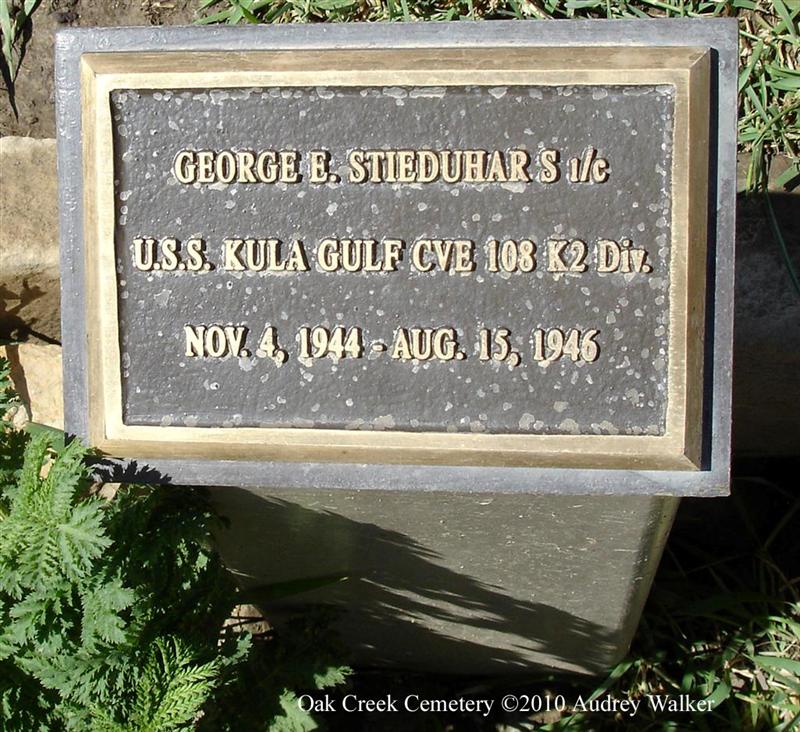 GEORGE E. STIEDUHAR S 1/c
U.S.S. KULA GULF CVE 108 K2 Div.
NOV. 4, 1944 - AUG. 15, 1946
Oak Creek Cemetery ©2010 Audrey Walker